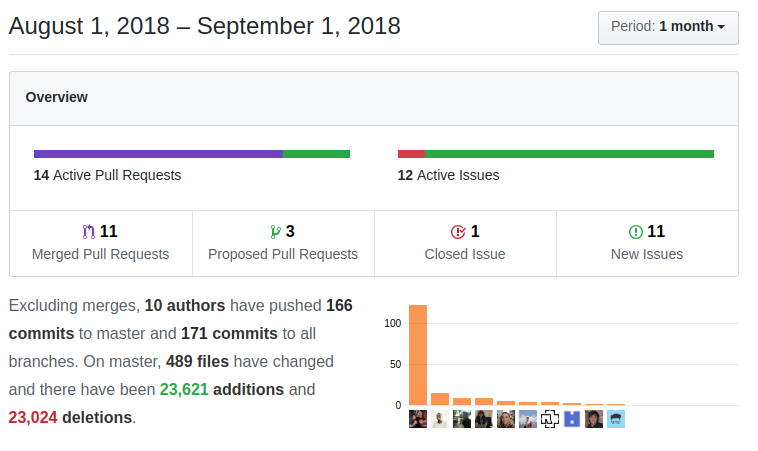 August 1, 2018 – September 1, 2018
Period: 1 month
Overview
14 Active Pull Requests
12 Active Issues
11
Merged Pull Requests
3
Proposed Pull Requests
1
Closed Issue
11
New Issues
Excluding merges, 10 authors have pushed 166
commits to master and 171 commits to all
branches. On master, 489 files have changed
and there have been 23,621 additions and
23,024 deletions.
100
50
0